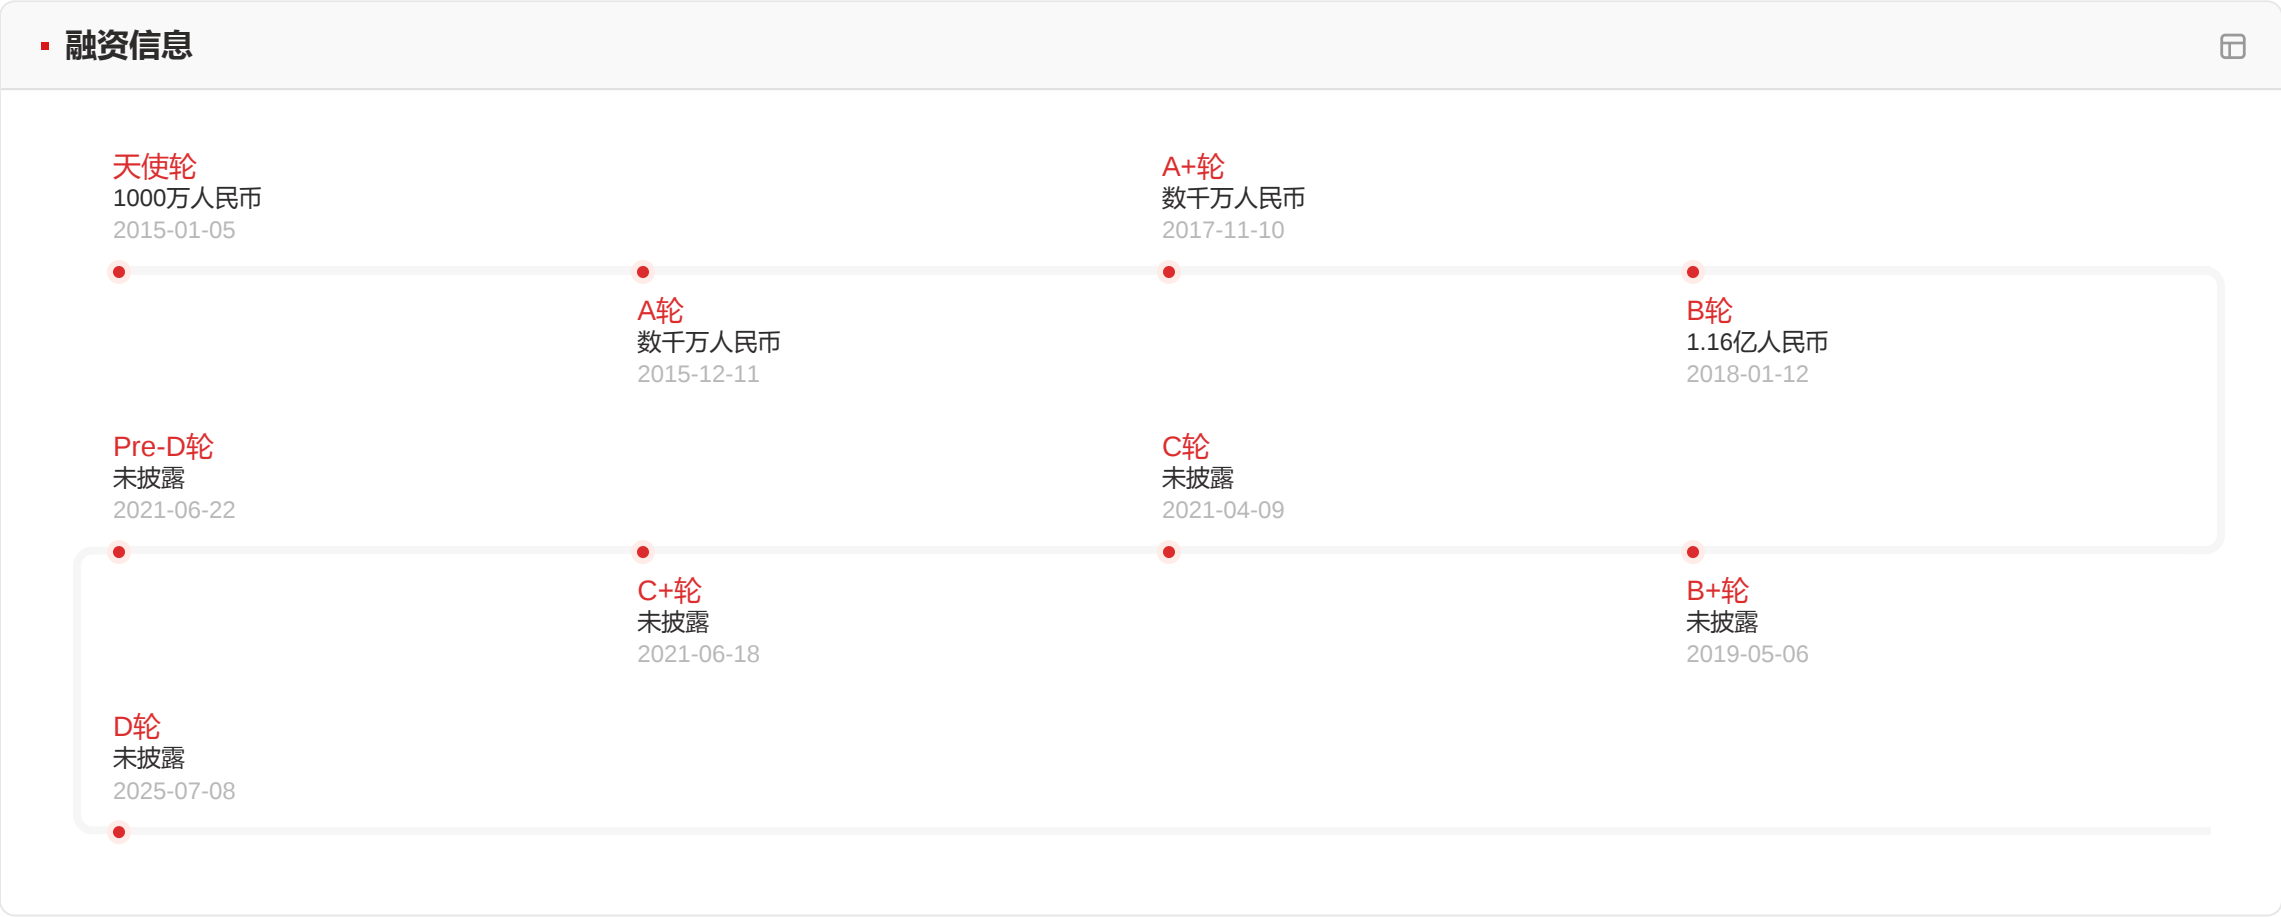 融资信息
天使轮
1000万人民币
2015-01-05
A轮
数千万人民币
2015-12-11
A+轮
数千万人民币
2017-11-10
B轮
1.16亿人民币
2018-01-12
B+轮
未披露
2019-05-06
C轮
未披露
2021-04-09
C+轮
未披露
2021-06-18
Pre-D轮
未披露
2021-06-22
D轮
未披露
2025-07-08